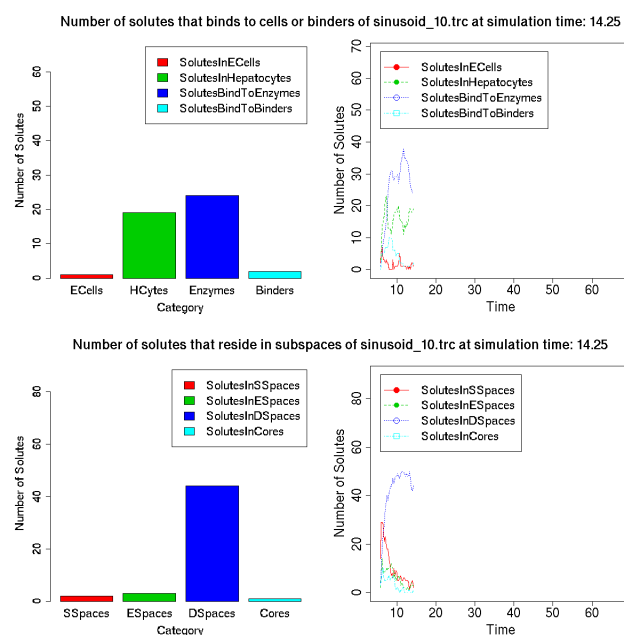 Number of solutes that binds to cells or binders of sinusoid_10.trc at simulation time: 14.25
SolutesInECells
SolutesInHepatocytes
SolutesBindToEnzymes
SolutesBindToBinders
Number of Solutes
0 10 20 30 40 50 60
ECells HCytes Enzymes Binders
Category
SolutesInECells
SolutesInHepatocytes
SolutesBindToEnzymes
SolutesBindToBinders
Number of Solutes
0 10 20 30 40 50 60 70
10 20 30 40 50 60
Time
Number of solutes that reside in subspaces of sinusoid_10.trc at simulation time: 14.25
SolutesInSSpaces
SolutesInESpaces
SolutesInDSpaces
SolutesInCores
Number of Solutes
0 20 40 60 80
SSpaces ESpaces DSpaces Cores
Category
SolutesInSSpaces
SolutesInESpaces
SolutesInDSpaces
SolutesInCores
Number of Solutes
0 20 40 60 80
10 20 30 40 50 60
Time